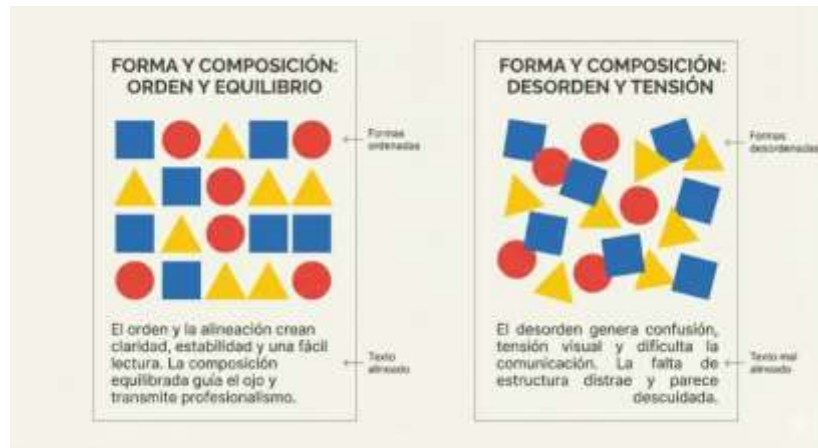 FORMA Y COMPOSICIÓN:
ORDEN Y EQUILIBRIO
Formas
ordenadas
El orden y la alineación crean
claridad, estabilidad y una fácil
lectura. La composición
equilibrada guía el ojo y
transmite profesionalismo.
Texto
alineado
FORMA Y COMPOSICIÓN:
DESORDEN Y TENSIÓN
Formas
desordenadas
El desorden genera confusión,
tensión visual y dificulta la
comunicación. La falta de
estructura distrae y parece
descuidada.
Texto mal
alineado